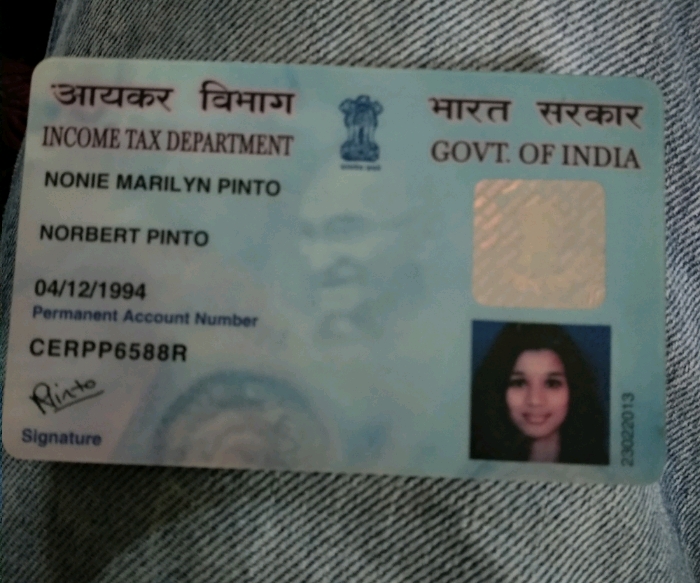 आयकर विभाग
भारत सरकार
INCOME TAX DEPARTMENT
GOVT. OF INDIA
NONIE MARILYN PINTO
NORBERT PINTO
04/12/1994
Permanent Account Number
CERPP6588R
Pinto
Signature
23022013